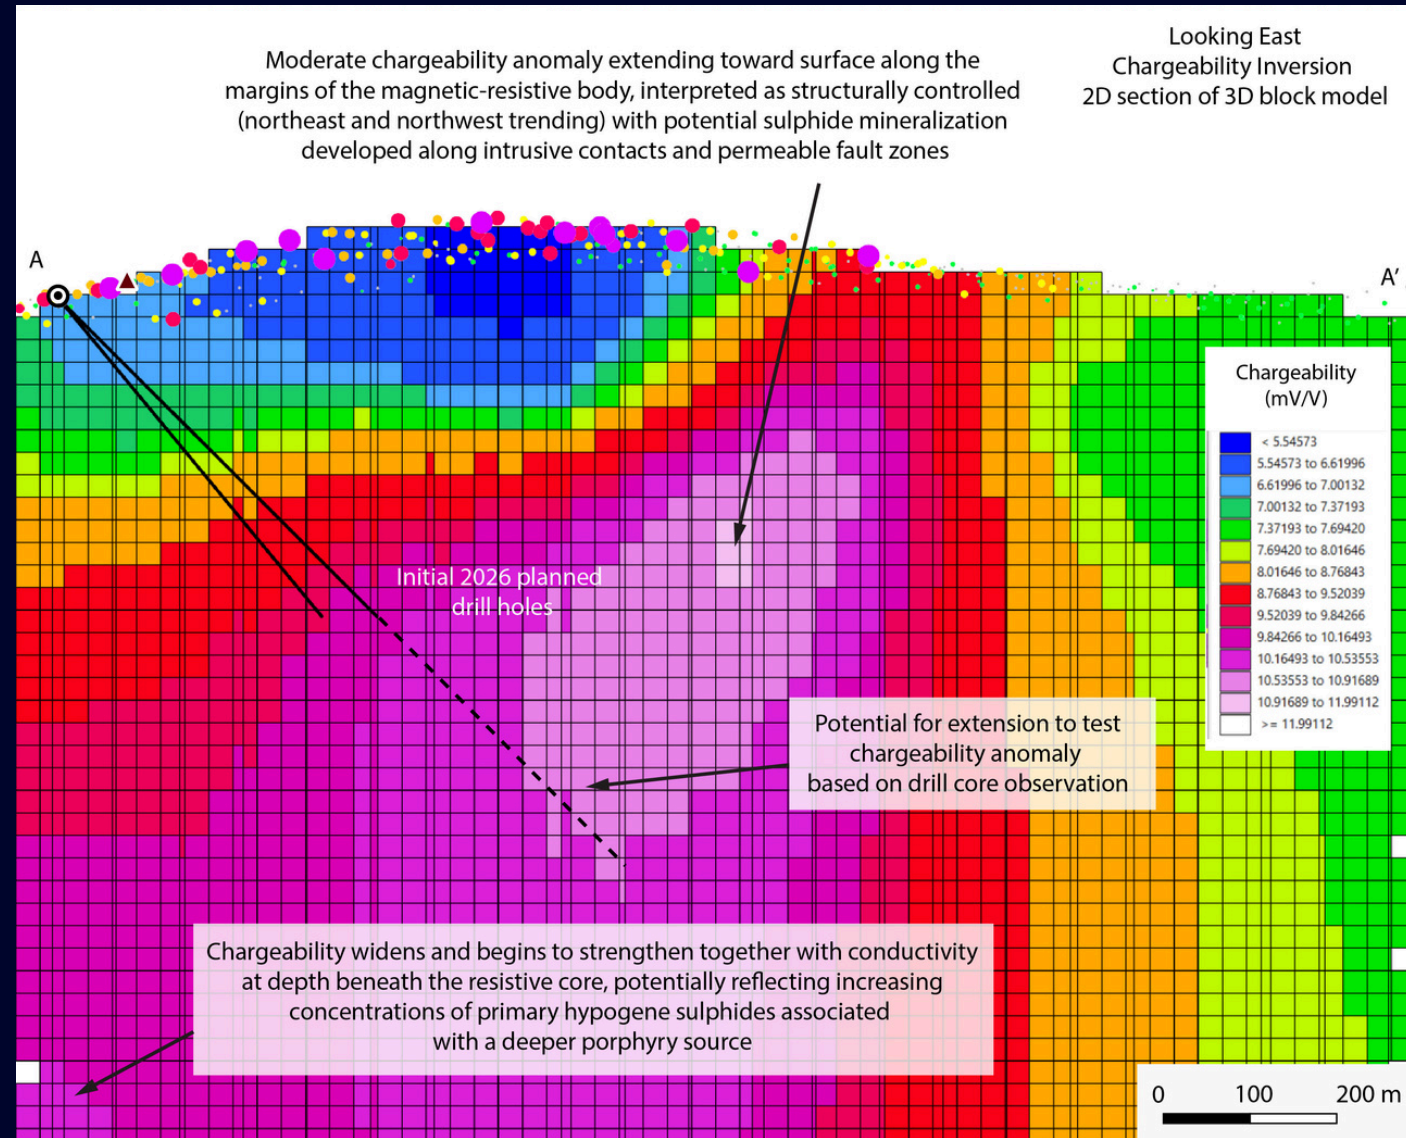 Looking East
Chargeability Inversion
2D section of 3D block model
Moderate chargeability anomaly extending toward surface along the
margins of the magnetic-resistive body, interpreted as structurally controlled
(northeast and northwest trending) with potential sulphide mineralization
developed along intrusive contacts and permeable fault zones
A
A'
Chargeability
(mV/V)
< 5.54573
5.54573 to 6.61996
6.61996 to 7.00132
7.00132 to 7.37193
7.37193 to 7.69420
7.69420 to 8.01646
8.01646 to 8.76843
8.76843 to 9.52039
9.52039 to 9.84266
9.84266 to 10.16493
10.16493 to 10.53553
10.53553 to 10.91689
10.91689 to 11.99112
>= 11.99112
Initial 2026 planned
drill holes
Potential for extension to test
chargeability anomaly
based on drill core observation
Chargeability widens and begins to strengthen together with conductivity
at depth beneath the resistive core, potentially reflecting increasing
concentrations of primary hypogene sulphides associated
with a deeper porphyry source
0 100 200 m